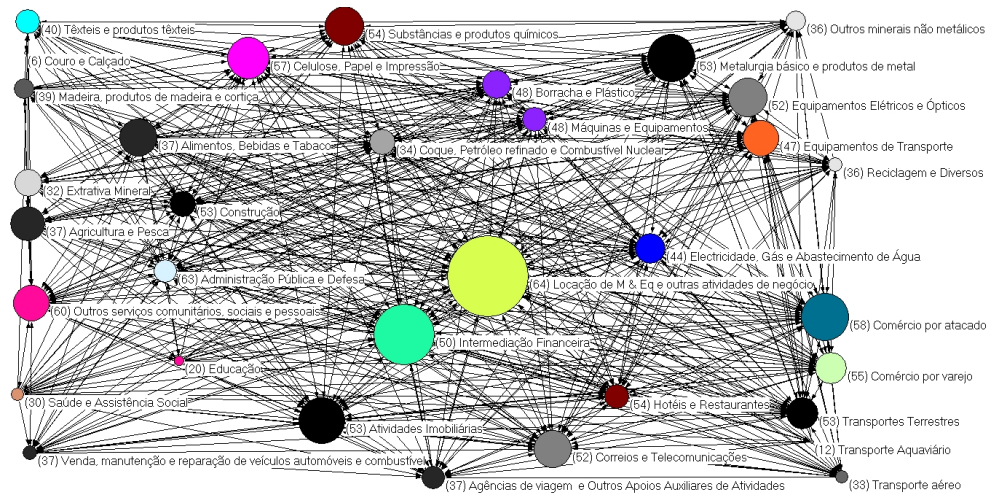 (40) Têxteis e produtos têxteis
(54) Substâncias e produtos químicos
(36) Outros minerais não metálicos
(6) Couro e Calçado
(57) Celulose, Papel e Impressão
(53) Metalurgia básico e produtos de metal
(39) Madeira, produtos de madeira e cortiça
(48) Borracha e Plástico
(52) Equipamentos Elétricos e Ópticos
(48) Máquinas e Equipamentos
(37) Alimentos, Bebidas e Tabaco
(34) Coque, Petróleo refinado e Combustível Nuclear
(47) Equipamentos de Transporte
(36) Reciclagem e Diversos
(32) Extrativa Mineral
(53) Construção
(37) Agricultura e Pesca
(44) Electricidade, Gás e Abastecimento de Água
(63) Administração Pública e Defesa
(64) Locação de M & Eq e outras atividades de negócio
(60) Outros serviços comunitários, sociais e pessoais
(58) Comércio por atacado
(50) Intermediação Financeira
(20) Educação
(55) Comércio por varejo
(30) Saúde e Assistência Social
(54) Hotéis e Restaurantes
(53) Transportes Terrestres
(53) Atividades Imobiliárias
(12) Transporte Aquaviário
(52) Correios e Telecomunicações
(37) Venda, manutenção e reparação de veículos automóveis e combustível
(37) Agências de viagem e Outros Apoios Auxiliares de Atividades
(33) Transporte aéreo